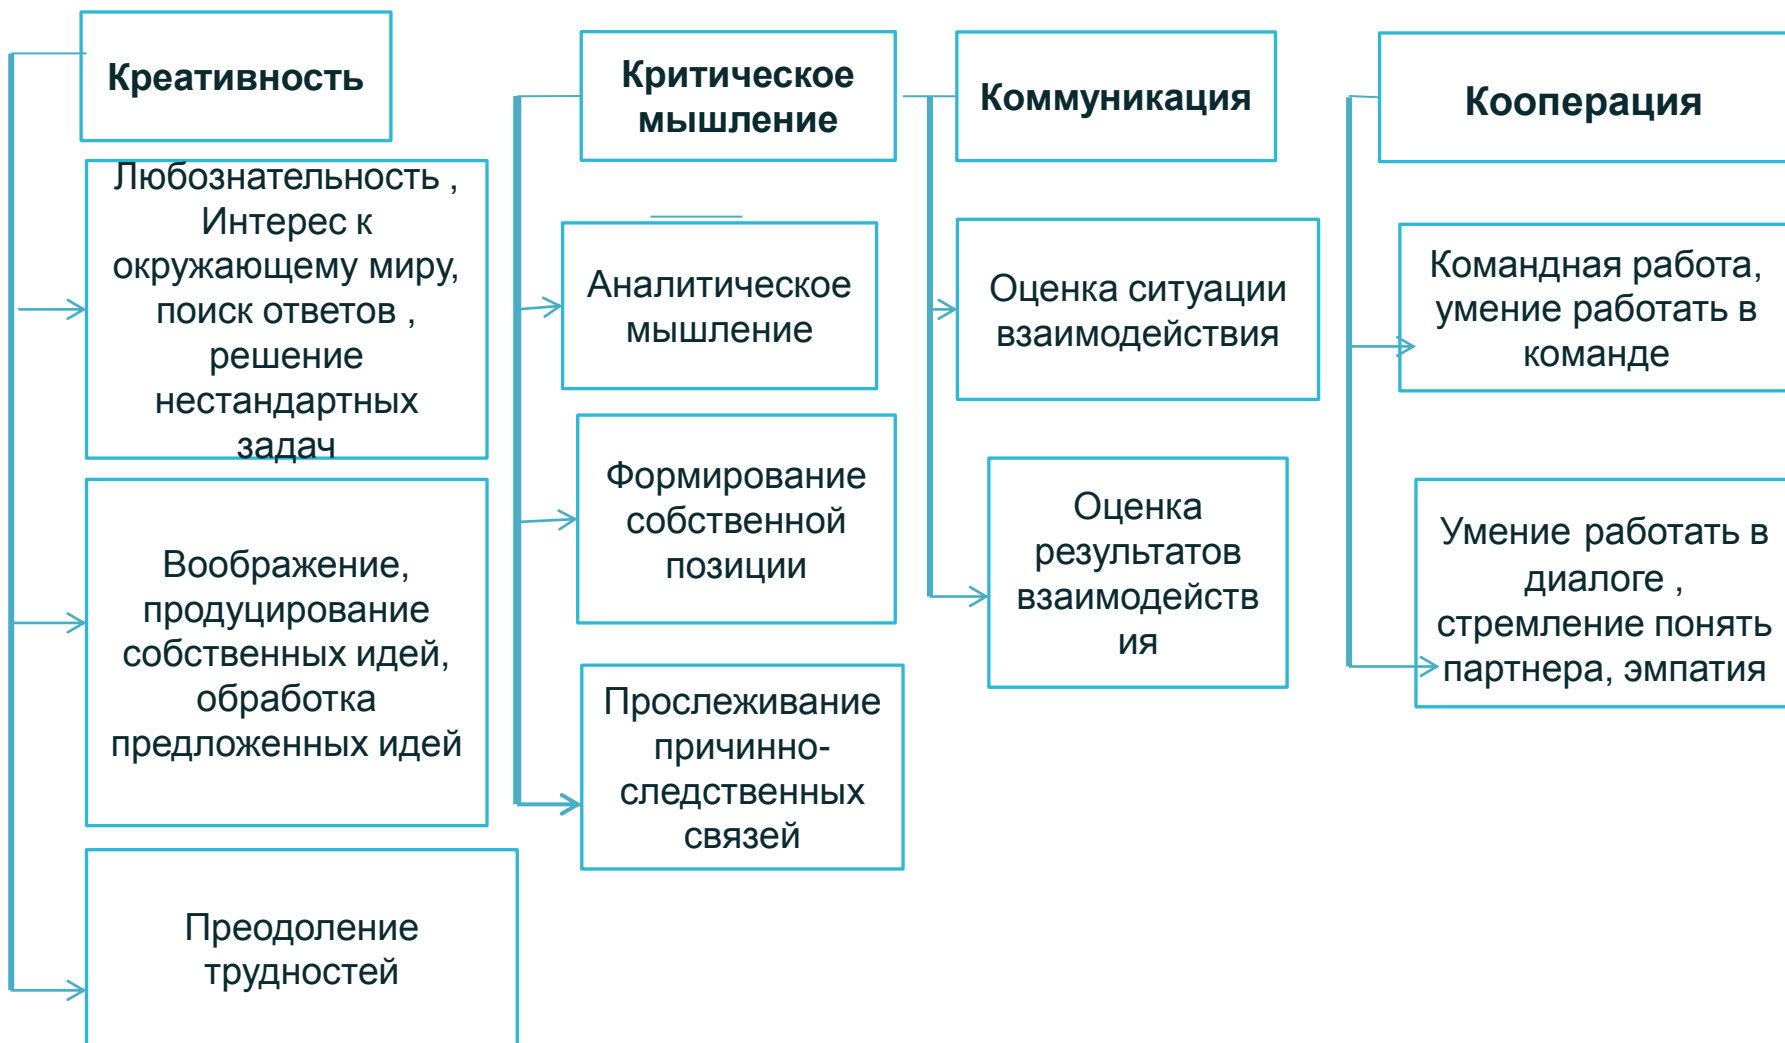 Креативность
Любознательность ,
Интерес к
окружающему миру,
поиск ответов ,
решение
нестандартных
задач
Воображение,
продуцирование
собственных идей,
обработка
предложенных идей
Преодоление
трудностей
Критическое
мышление
Аналитическое
мышление
Формирование
собственной
позиции
Прослеживание
причинно-
следственных
связей
Коммуникация
Оценка ситуации
взаимодействия
Оценка
результатов
взаимодейств
ия
Кооперация
Командная работа,
умение работать в
команде
Умение работать в
диалоге ,
стремление понять
партнера, эмпатия